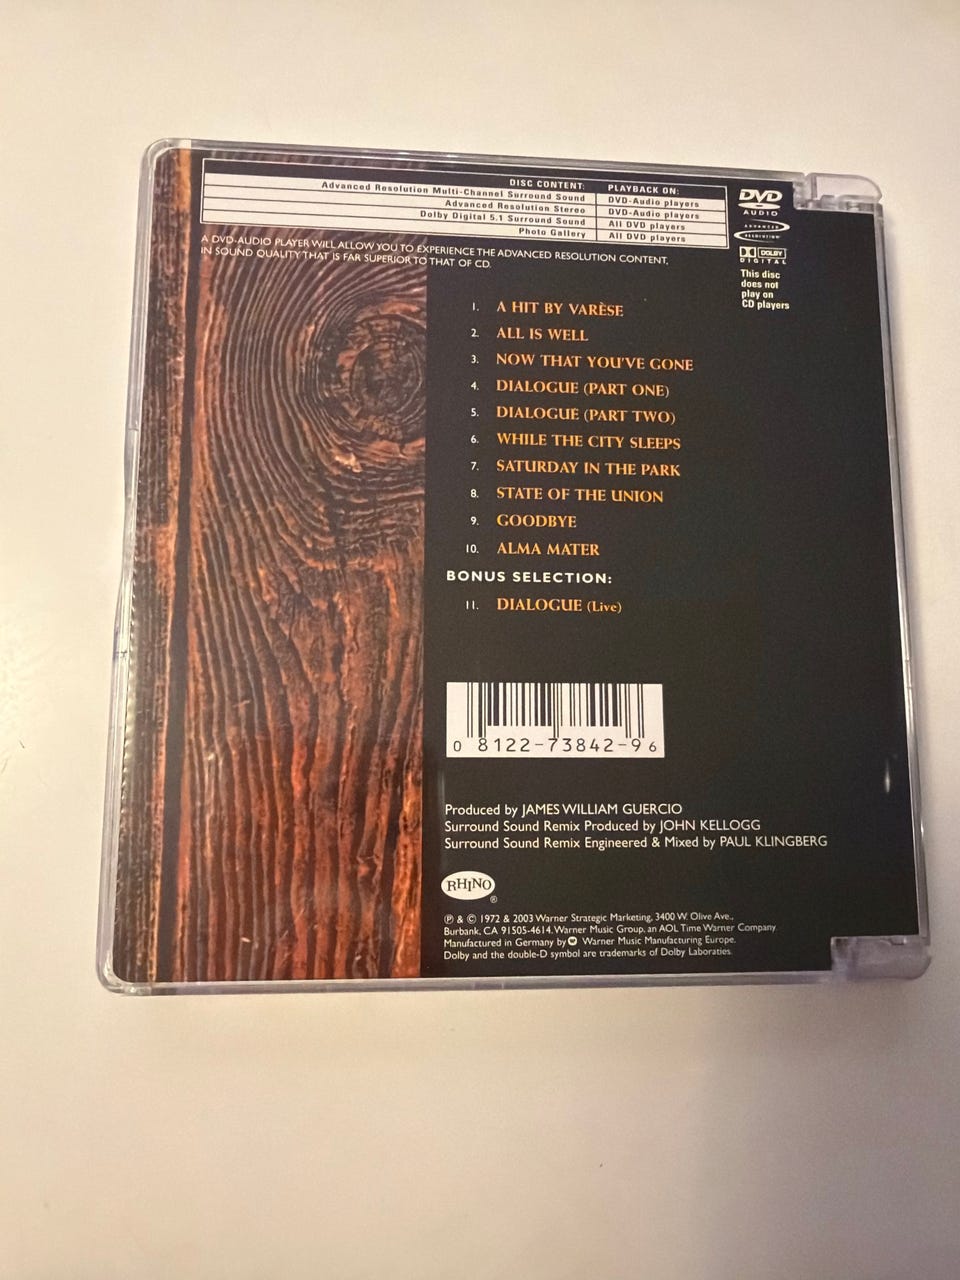 DISC CONTENT: PLAYBACK ON:
Advanced Resolution Multi-Channel Surround Sound DVD-Audio players
Advanced Resolution Stereo DVD-Audio players
Dolby Digital 5.1 Surround Sound All DVD players
Photo Gallery All DVD players
DVD
AUDIO
ADVANCED
RESOLUTION
DOLBY
DIGITAL
This disc
does not
play on
CD players
A DVD-AUDIO PLAYER WILL ALLOW YOU TO EXPERIENCE THE ADVANCED RESOLUTION CONTENT,
IN SOUND QUALITY THAT IS FAR SUPERIOR TO THAT OF CD.
1. A HIT BY VARÈSE
2. ALL IS WELL
3. NOW THAT YOU'VE GONE
4. DIALOGUE (PART ONE)
5. DIALOGUE (PART TWO)
6. WHILE THE CITY SLEEPS
7. SATURDAY IN THE PARK
8. STATE OF THE UNION
9. GOODBYE
10. ALMA MATER
BONUS SELECTION:
11. DIALOGUE (Live)
0 8122-73842-9 6
Produced by JAMES WILLIAM GUERCIO
Surround Sound Remix Produced by JOHN KELLOGG
Surround Sound Remix Engineered & Mixed by PAUL KLINGBERG
RHINO ®
℗ & © 1972 & 2003 Warner Strategic Marketing, 3400 W. Olive Ave.,
Burbank, CA 91505-4614. Warner Music Group, an AOL Time Warner Company.
Manufactured in Germany by Warner Music Manufacturing Europe.
Dolby and the double-D symbol are trademarks of Dolby Laboraties.